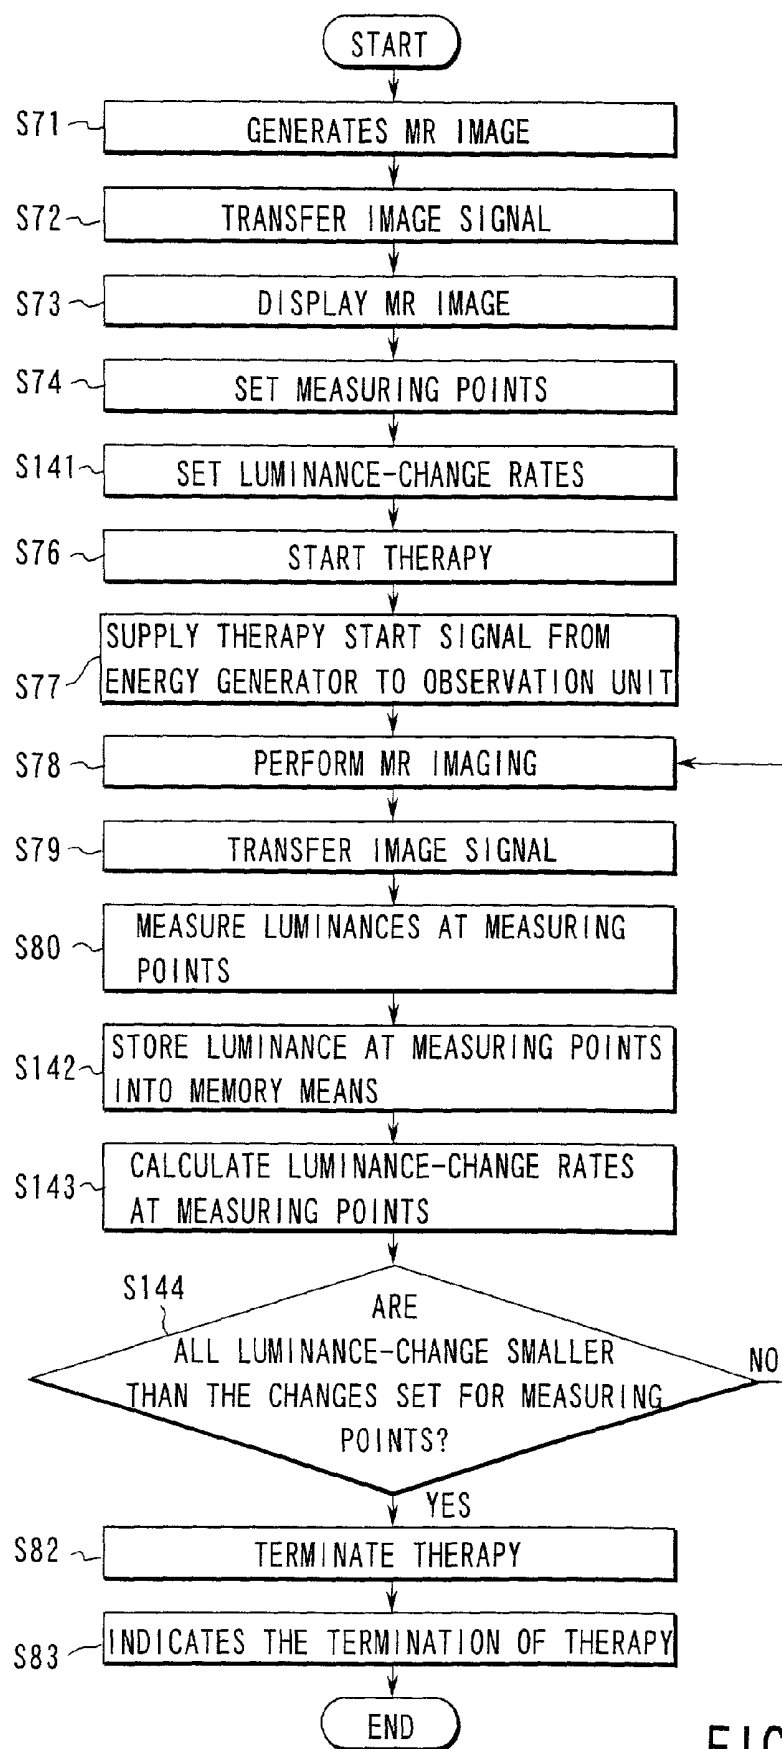 START
S71
GENERATES MR IMAGE
S72
TRANSFER IMAGE SIGNAL
S73
DISPLAY MR IMAGE
S74
SET MEASURING POINTS
S141
SET LUMINANCE-CHANGE RATES
S76
START THERAPY
S77
SUPPLY THERAPY START SIGNAL FROM
ENERGY GENERATOR TO OBSERVATION UNIT
S78
PERFORM MR IMAGING
S79
TRANSFER IMAGE SIGNAL
S80
MEASURE LUMINANCES AT MEASURING
POINTS
S142
STORE LUMINANCE AT MEASURING POINTS
INTO MEMORY MEANS
S143
CALCULATE LUMINANCE-CHANGE RATES
AT MEASURING POINTS
S144
ARE
ALL LUMINANCE-CHANGE SMALLER
THAN THE CHANGES SET FOR MEASURING
POINTS?
NO
YES
S82
TERMINATE THERAPY
S83
INDICATES THE TERMINATION OF THERAPY
END